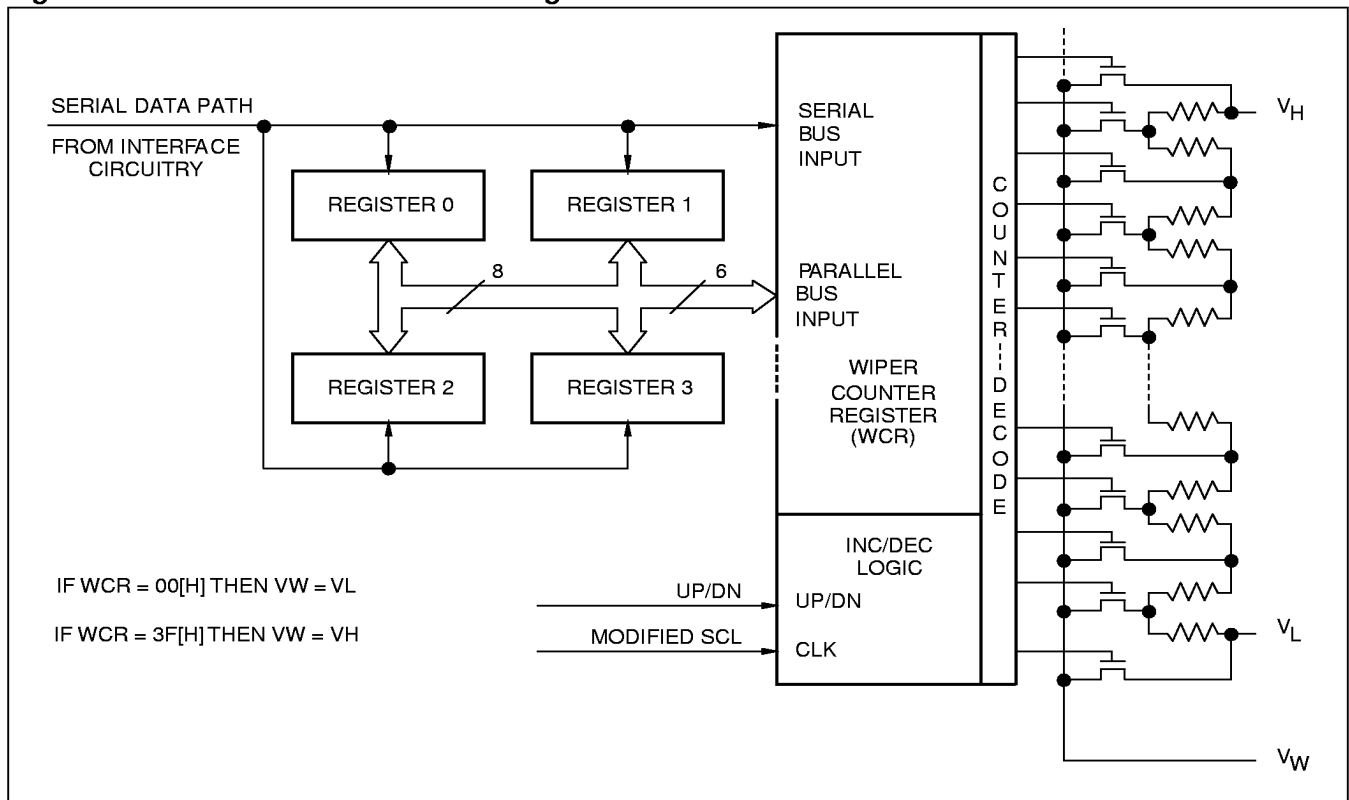 SERIAL DATA PATH
FROM INTERFACE
CIRCUITRY
REGISTER 0
REGISTER 1
8
6
REGISTER 2
REGISTER 3
IF WCR = 00[H] THEN VW = VL
IF WCR = 3F[H] THEN VW = VH
UP/DN
MODIFIED SCL
SERIAL
BUS
INPUT
PARALLEL
BUS
INPUT
WIPER
COUNTER
REGISTER
(WCR)
INC/DEC
LOGIC
UP/DN
CLK
COUNTER DECODE
VH
VL
VW